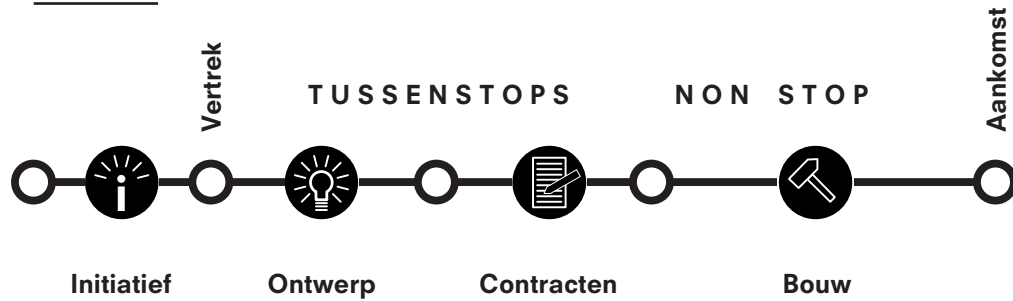 Vertrek
TUSSENSTOPS
NON STOP
Aankomst
Initiatief
Ontwerp
Contracten
Bouw